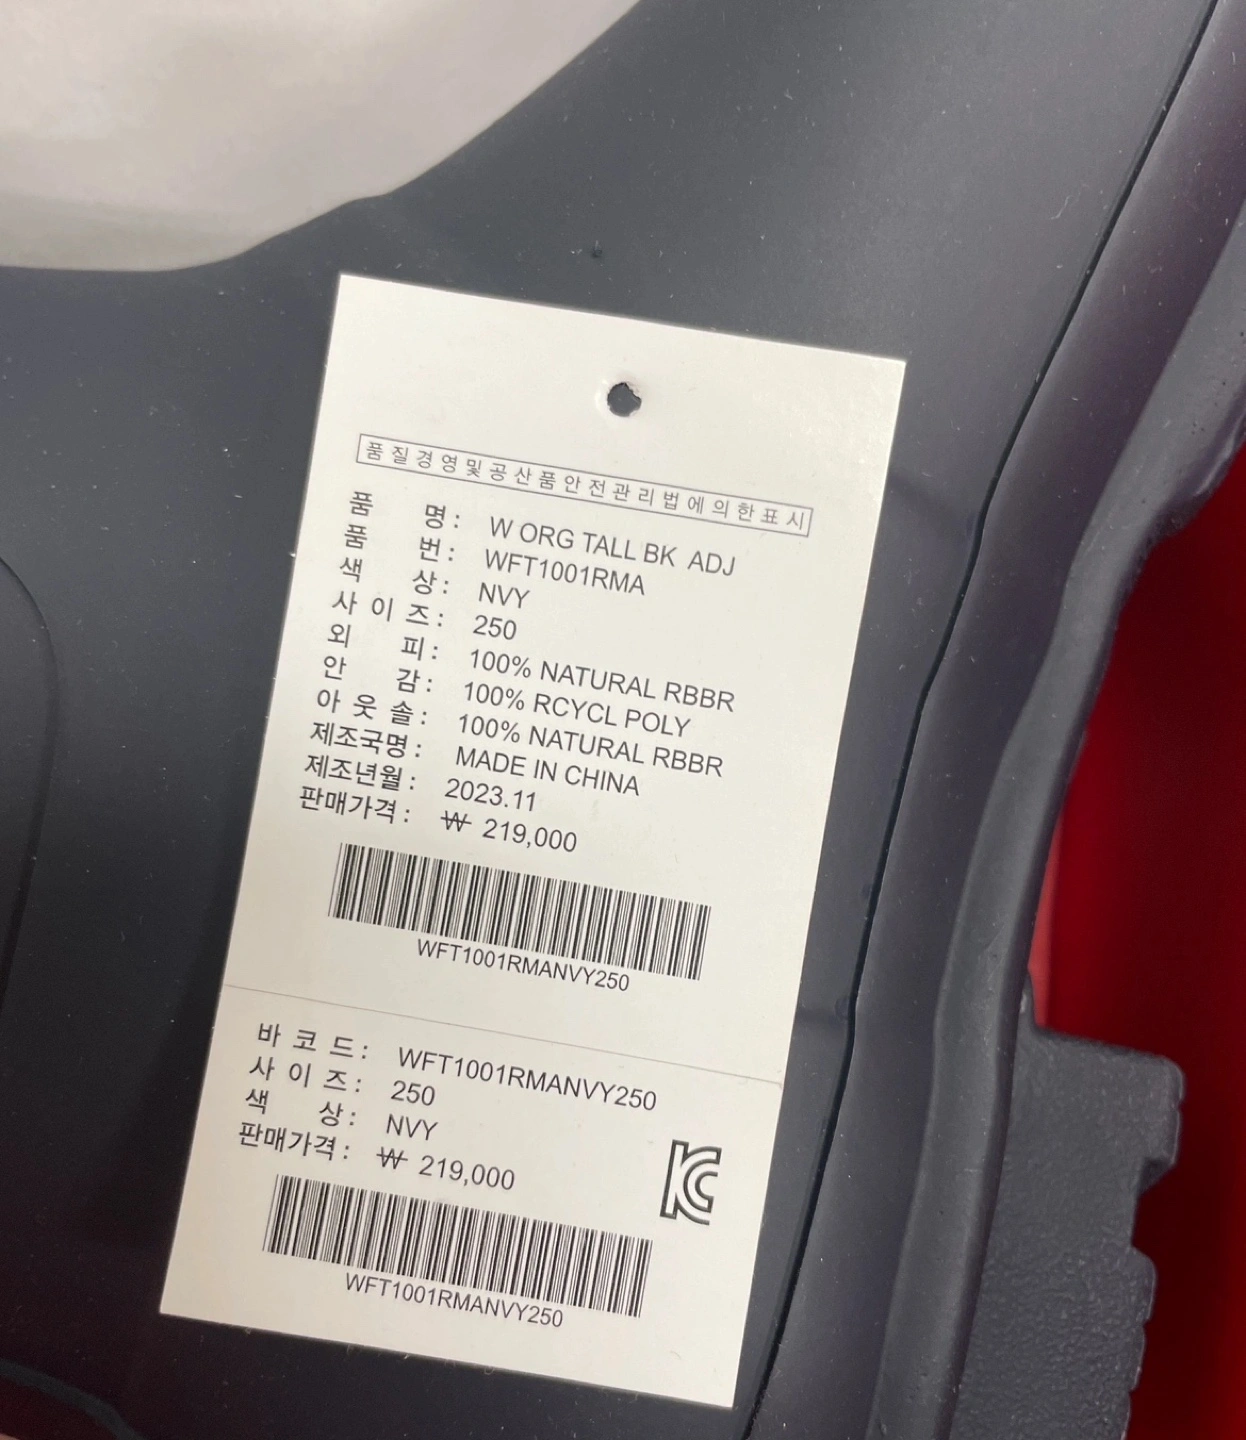 품질경영및공산품안전관리법에의한표시
품 명 : W ORG TALL BK ADJ
품 번 : WFT1001RMA
색 상 : NVY
사 이 즈 : 250
외 피 : 100% NATURAL RBBR
안 감 : 100% RCYCL POLY
아 웃 솔 : 100% NATURAL RBBR
제조국명 : MADE IN CHINA
제조년월 : 2023.11
판매가격 : ₩ 219,000
WFT1001RMANVY250
바 코 드 : WFT1001RMANVY250
사 이 즈 : 250
색 상 : NVY
판매가격 : ₩ 219,000
KC
WFT1001RMANVY250